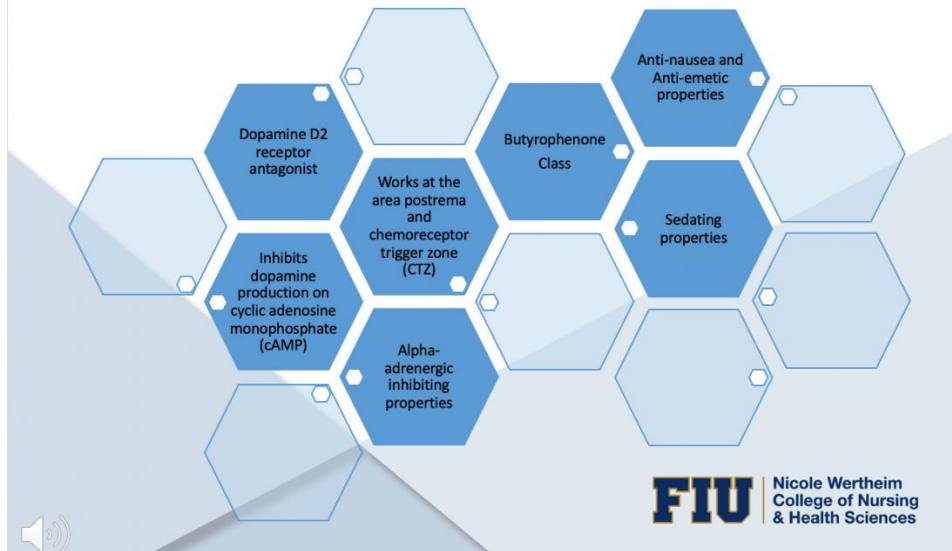 Dopamine D2
receptor
antagonist
Inhibits
dopamine
production on
cyclic adenosine
monophosphate
(cAMP)
Works at the
area postrema
and
chemoreceptor
trigger zone
(CTZ)
Alpha-
adrenergic
inhibiting
properties
Butyrophenone
Class
Anti-nausea and
Anti-emetic
properties
Sedating
properties
FIU
Nicole Wertheim
College of Nursing
& Health Sciences